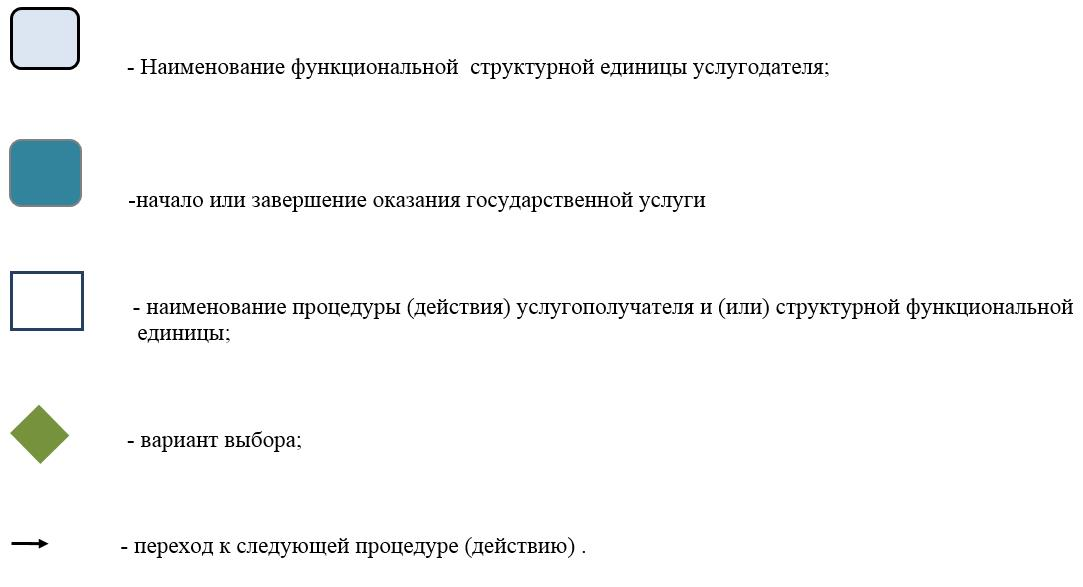 - Наименование функциональной  структурной единицы услугодателя;
-начало или завершение оказания государственной услуги
- наименование процедуры (действия) услугополучателя и (или) структурной функциональной
единицы;
- вариант выбора;
- переход к следующей процедуре (действию) .